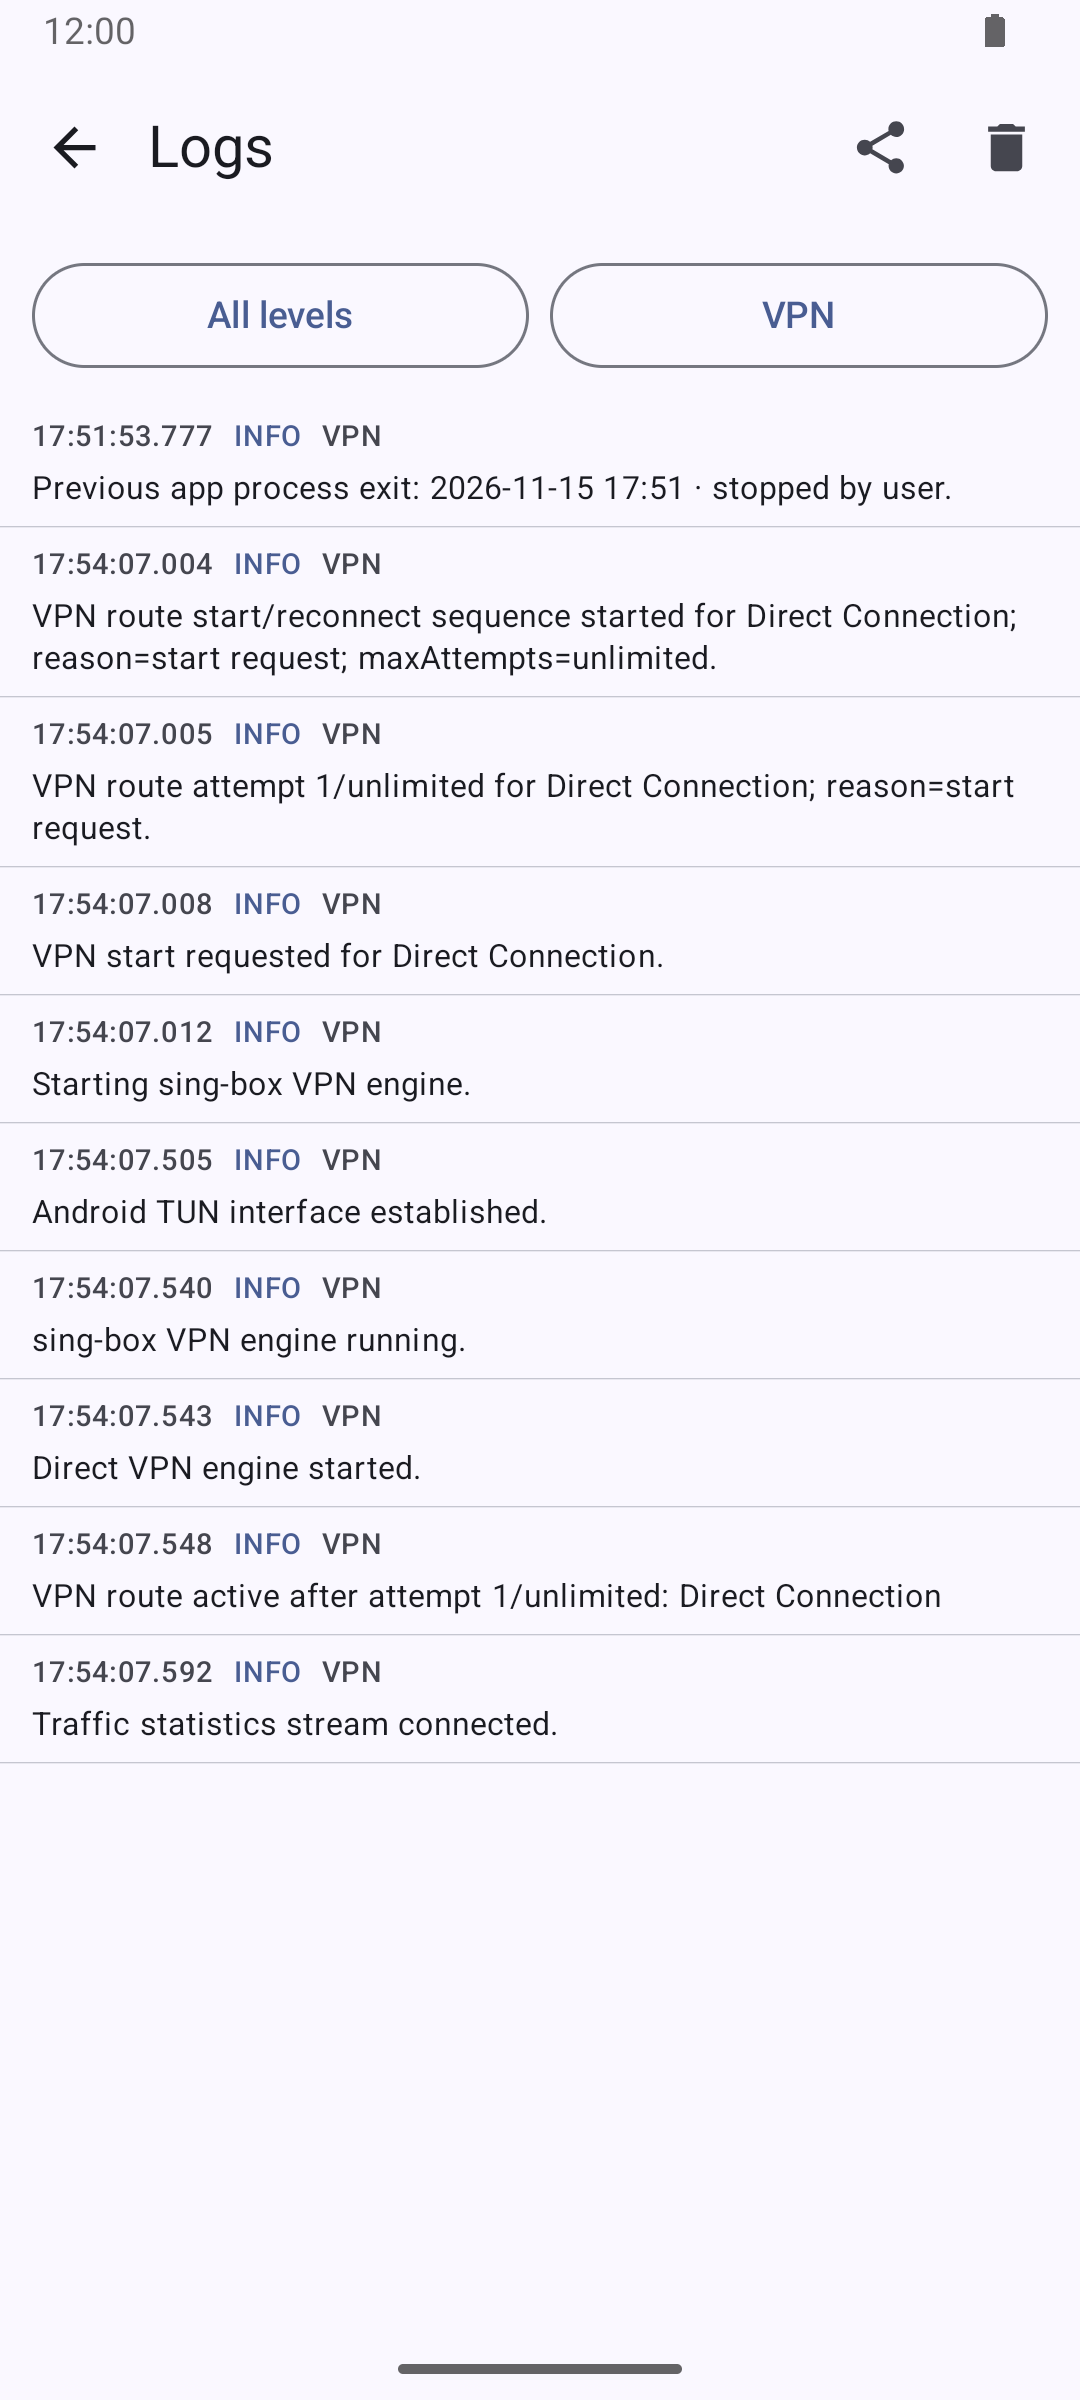 12:00
Logs
All levels
VPN
17:51:53.777 INFO VPN
Previous app process exit: 2026-11-15 17:51 · stopped by user.
17:54:07.004 INFO VPN
VPN route start/reconnect sequence started for Direct Connection;
reason=start request; maxAttempts=unlimited.
17:54:07.005 INFO VPN
VPN route attempt 1/unlimited for Direct Connection; reason=start
request.
17:54:07.008 INFO VPN
VPN start requested for Direct Connection.
17:54:07.012 INFO VPN
Starting sing-box VPN engine.
17:54:07.505 INFO VPN
Android TUN interface established.
17:54:07.540 INFO VPN
sing-box VPN engine running.
17:54:07.543 INFO VPN
Direct VPN engine started.
17:54:07.548 INFO VPN
VPN route active after attempt 1/unlimited: Direct Connection
17:54:07.592 INFO VPN
Traffic statistics stream connected.